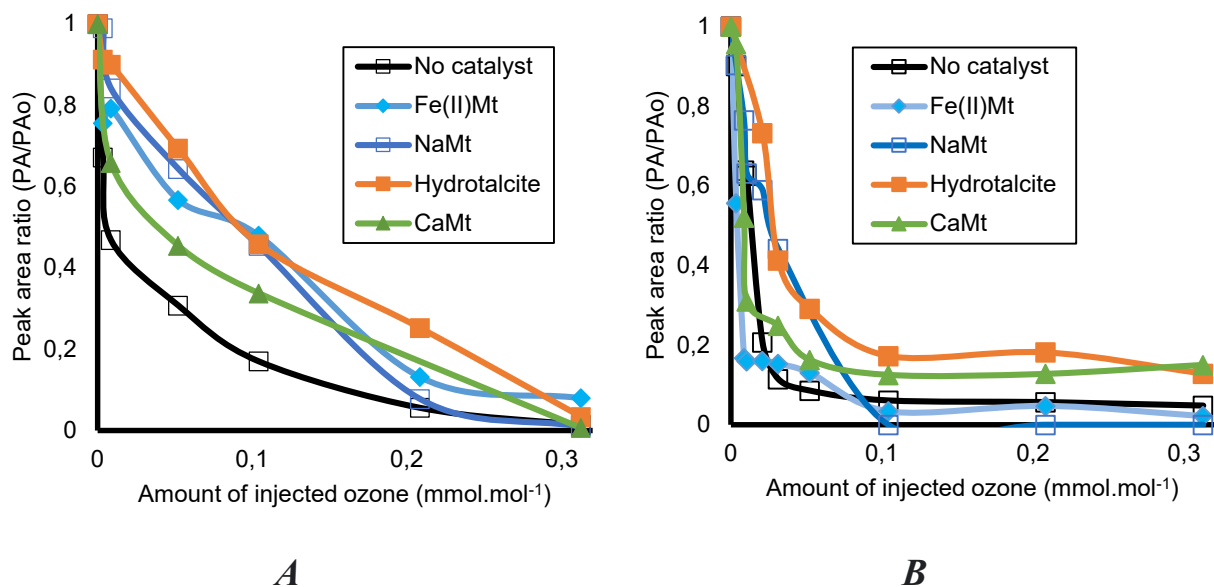 1
0,8
0,6
0,4
0,2
0
Peak area ratio (PA/PAo)
0 0,1 0,2 0,3
Amount of injected ozone (mmol.mol⁻¹)
No catalyst
Fe(II)Mt
NaMt
Hydrotalcite
CaMt
A
1
0,8
0,6
0,4
0,2
0
Peak area ratio (PA/PAo)
0 0,1 0,2 0,3
Amount of injected ozone (mmol.mol⁻¹)
No catalyst
Fe(II)Mt
NaMt
Hydrotalcite
CaMt
B